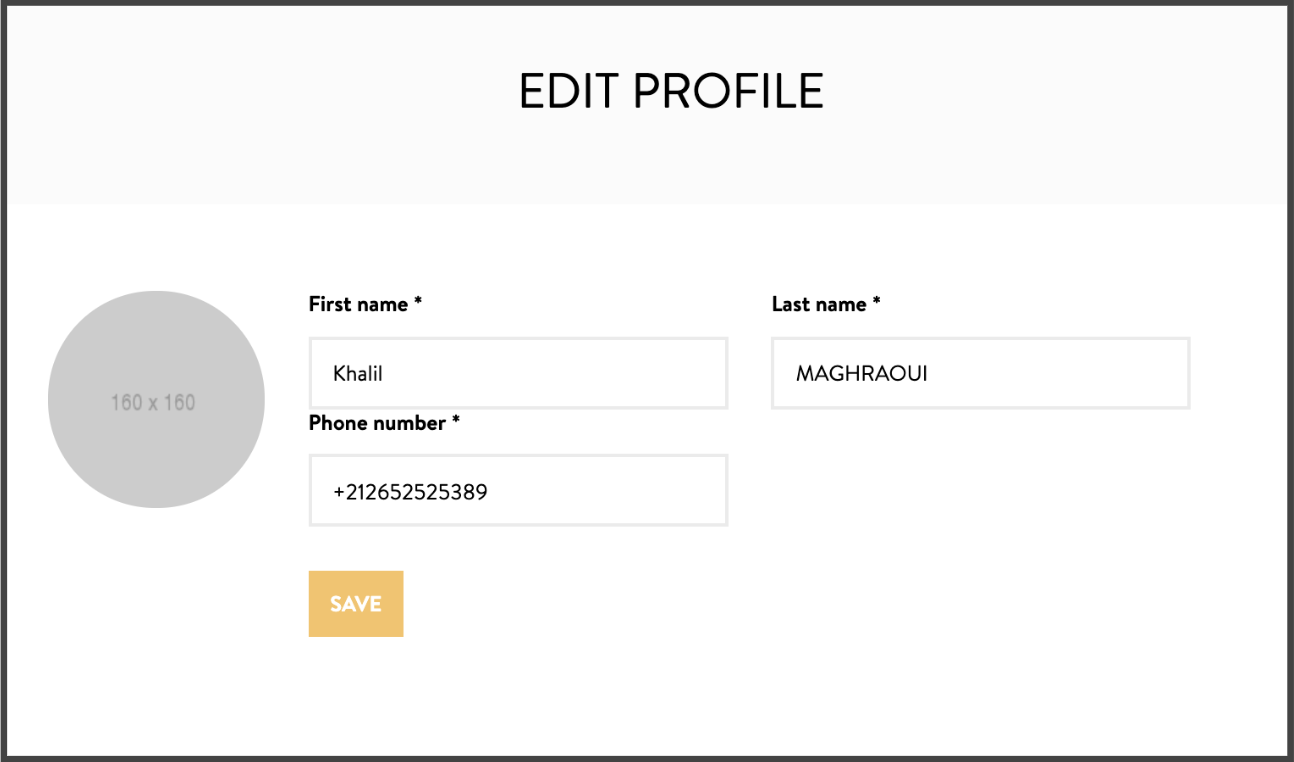 EDIT PROFILE
First name *
Last name *
Khalil
MAGHRAOUI
160 x 160
Phone number *
+212652525389
SAVE